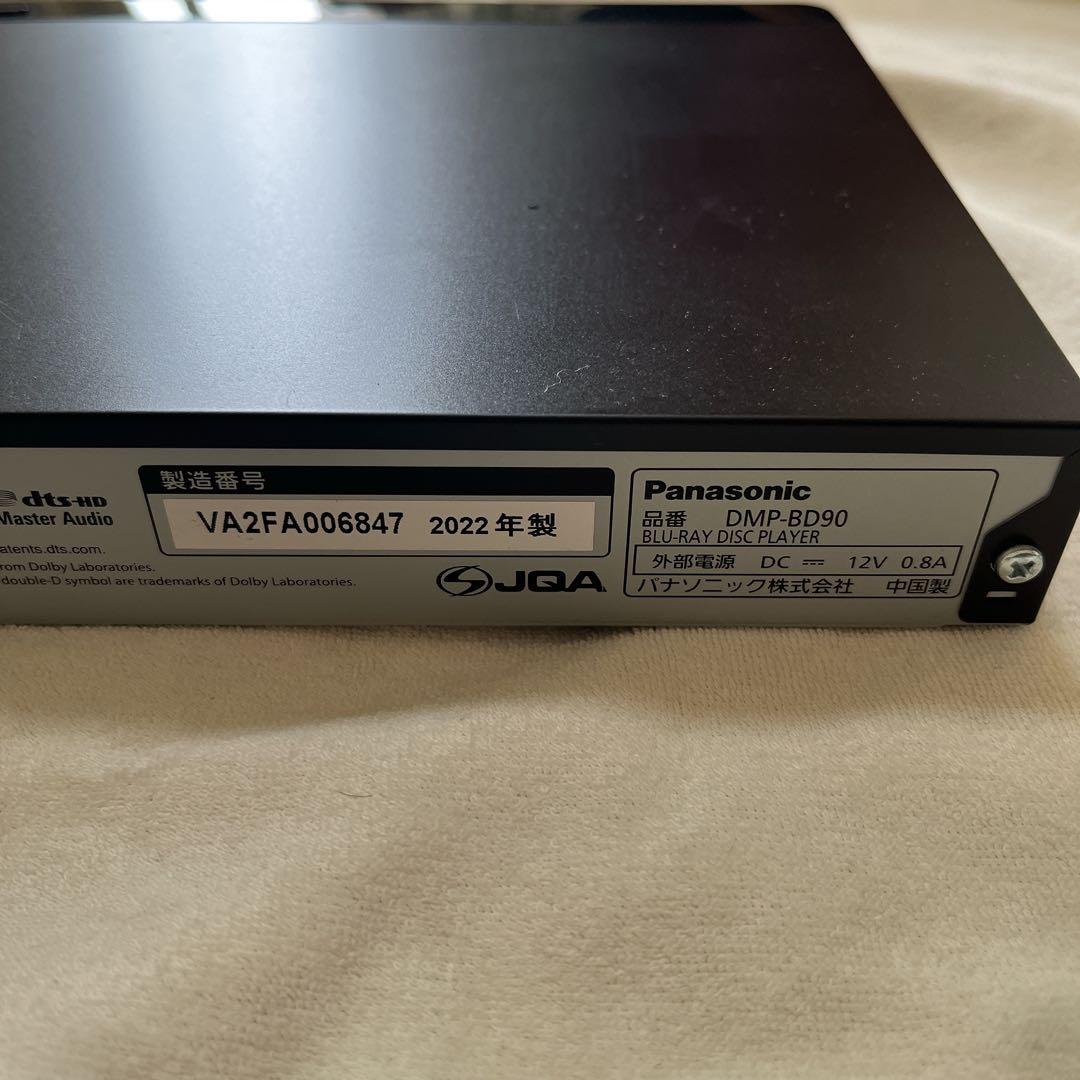 dts-HD
Master Audio
atents.dts.com.
rom Dolby Laboratories.
double-D symbol are trademarks of Dolby Laboratories.
製造番号
VA2FA006847 2022年製
JQA
Panasonic
品番 DMP-BD90
BLU-RAY DISC PLAYER
外部電源 DC ⎓ 12V 0.8A
パナソニック株式会社 中国製